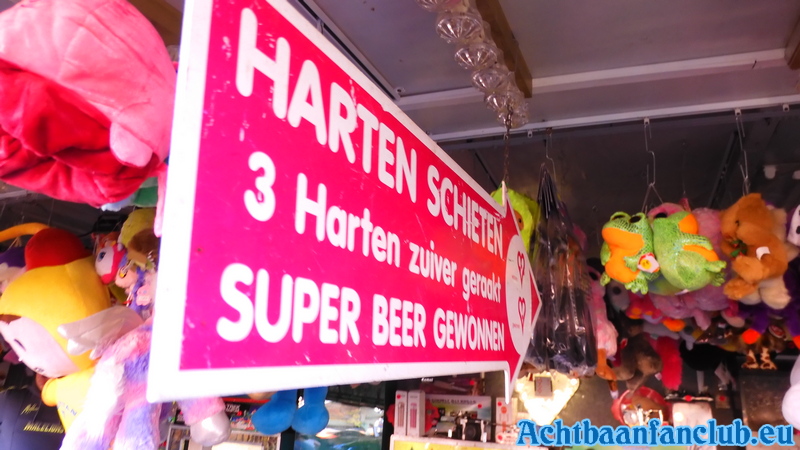 HARTEN SCHIETEN
3 Harten zuiver geraakt
SUPER BEER GEWONNEN
Achtbaanfanclub.eu